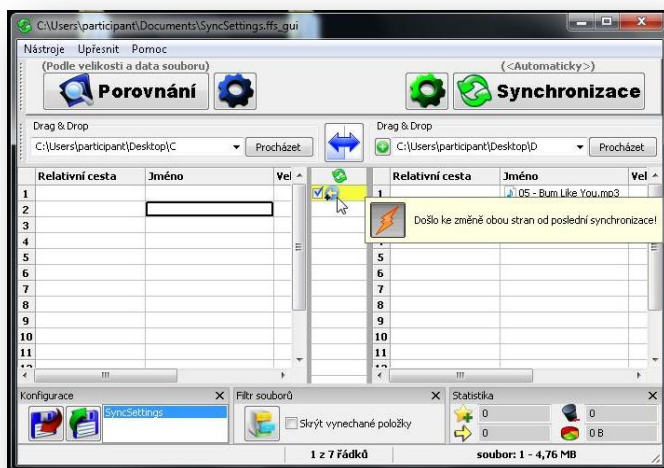 C:\Users\participant\Documents\SyncSettings.ffs_gui
Nástroje Upřesnit Pomoc
(Podle velikosti a data souboru) (<Automaticky>)
Porovnání Synchronizace
Drag & Drop Drag & Drop
C:\Users\participant\Desktop\C Procházet C:\Users\participant\Desktop\D Procházet
Relativní cesta Jméno Vel Relativní cesta Jméno Vel
1 1 05 - Bum Like You.mp3
2
3 Došlo ke změně obou stran od poslední synchronizace!
4
5 5
6 6
7 7
8 8
9 9
10 10
11 11
Konfigurace Filtr souborů Statistika
SyncSettings 0 0
Skrýt vynechané položky
0 0 B
1 z 7 řádků soubor: 1 - 4,76 MB